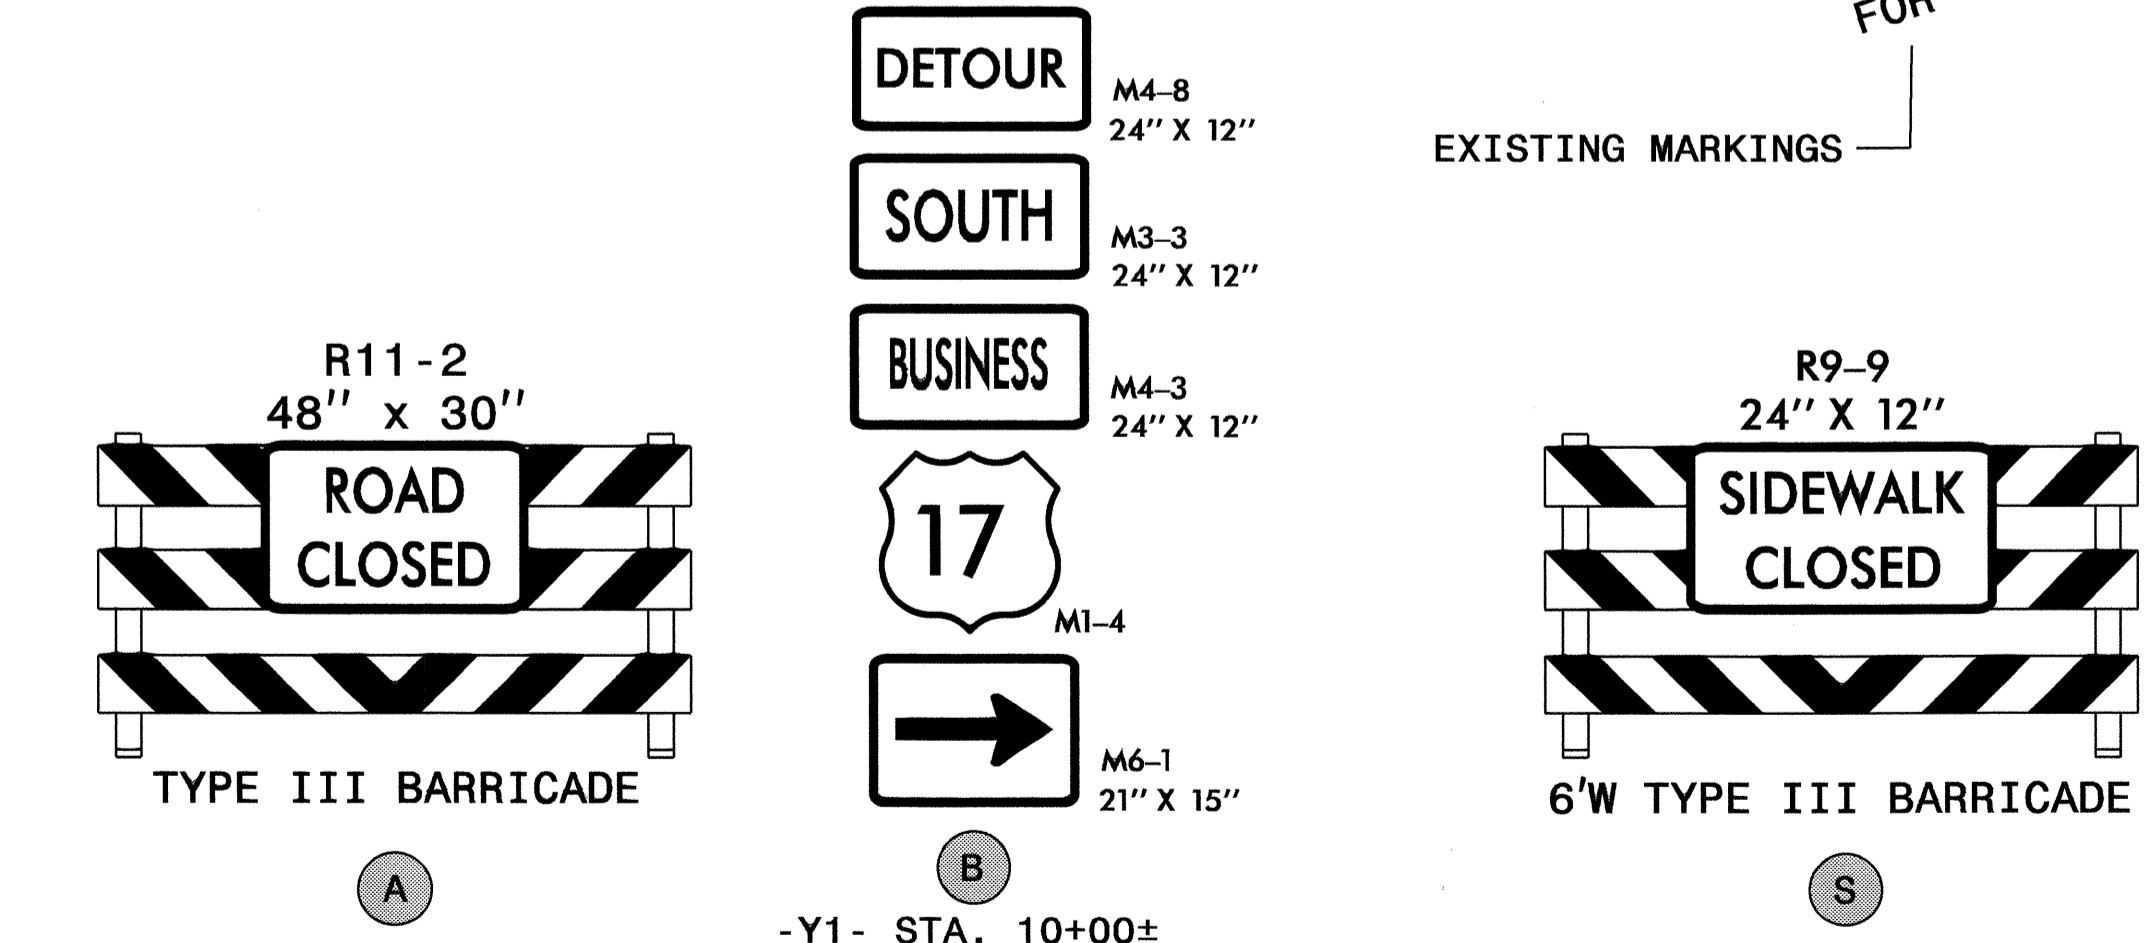 R11-2
48" x 30"
ROAD
CLOSED
TYPE III BARRICADE
A
DETOUR
M4–8
24" X 12"
SOUTH
M3–3
24" X 12"
BUSINESS
M4–3
24" X 12"
17
M1–4
M6–1
21" X 15"
B
-Y1- STA. 10+00±
FOR
EXISTING MARKINGS
R9–9
24" X 12"
SIDEWALK
CLOSED
6'W TYPE III BARRICADE
S